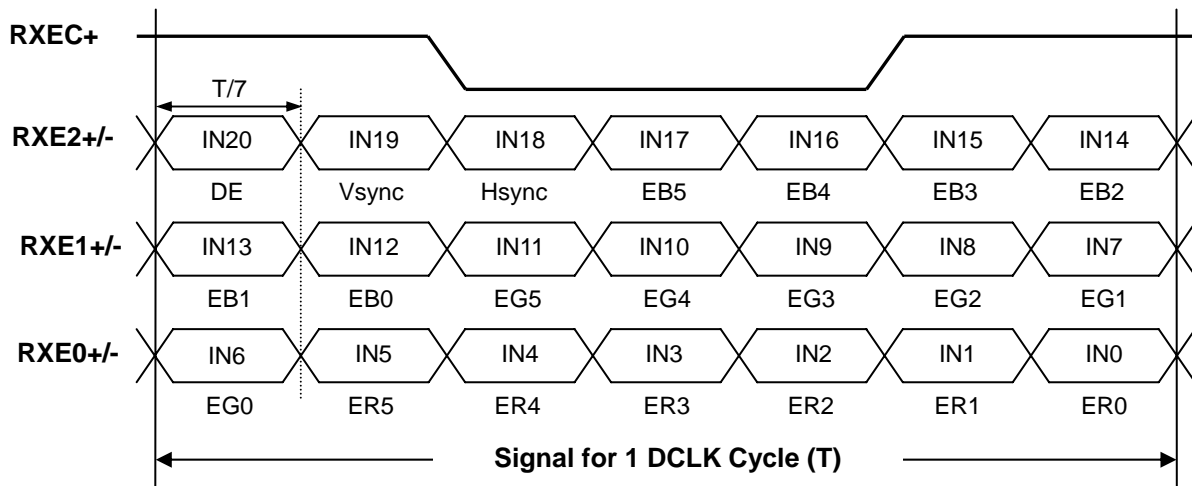 RXEC+
T/7
RXE2+/- IN20 IN19 IN18 IN17 IN16 IN15 IN14
DE Vsync Hsync EB5 EB4 EB3 EB2
RXE1+/- IN13 IN12 IN11 IN10 IN9 IN8 IN7
EB1 EB0 EG5 EG4 EG3 EG2 EG1
RXE0+/- IN6 IN5 IN4 IN3 IN2 IN1 IN0
EG0 ER5 ER4 ER3 ER2 ER1 ER0
Signal for 1 DCLK Cycle (T)